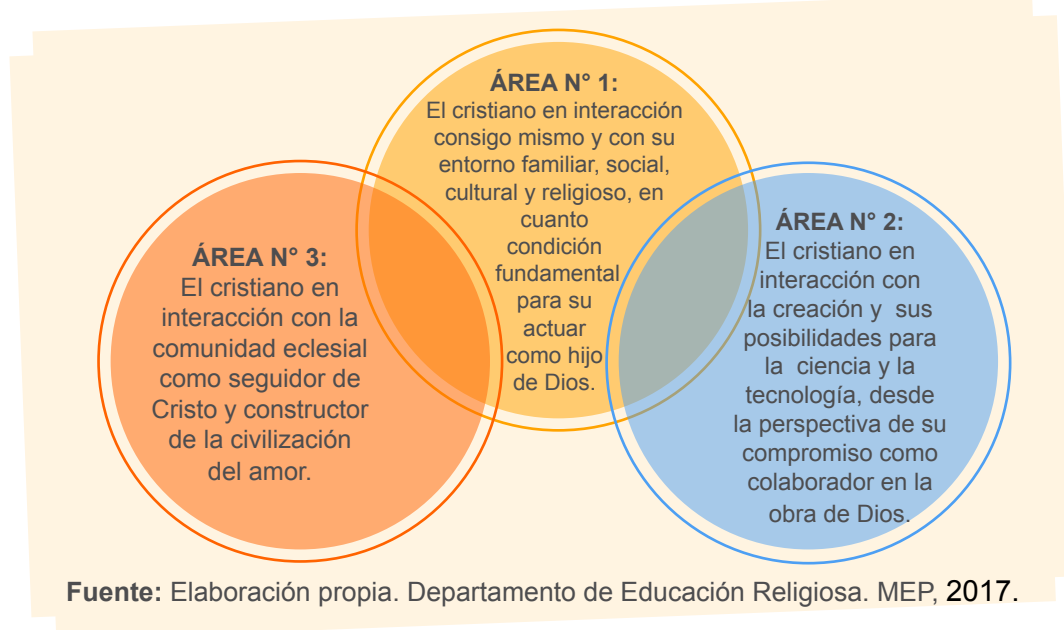 ÁREA N° 1:
El cristiano en interacción
consigo mismo y con su
entorno familiar, social,
cultural y religioso, en
cuanto
condición
fundamental
para su
actuar
como hijo
de Dios.
ÁREA N° 2:
El cristiano en
interacción con
la creación y sus
posibilidades para
la ciencia y la
tecnología, desde
la perspectiva de su
compromiso como
colaborador en la
obra de Dios.
ÁREA N° 3:
El cristiano en
interacción con la
comunidad eclesial
como seguidor de
Cristo y constructor
de la civilización
del amor.
Fuente: Elaboración propia. Departamento de Educación Religiosa. MEP, 2017.